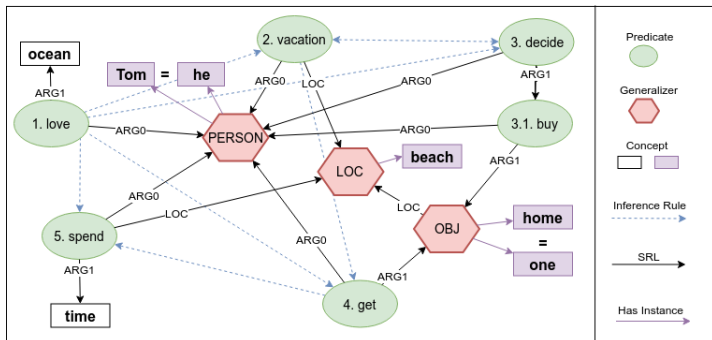 ocean
2. vacation
3. decide
Predicate
Tom = he
ARG1
ARG0
LOC
ARG0
ARG1
Generalizer
1. love
ARG0
PERSON
ARG0
3.1. buy
Concept
beach
LOC
ARG1
ARG0
LOC
LOC
home
=
one
Inference Rule
5. spend
OBJ
ARG0
SRL
ARG1
ARG1
4. get
time
Has Instance